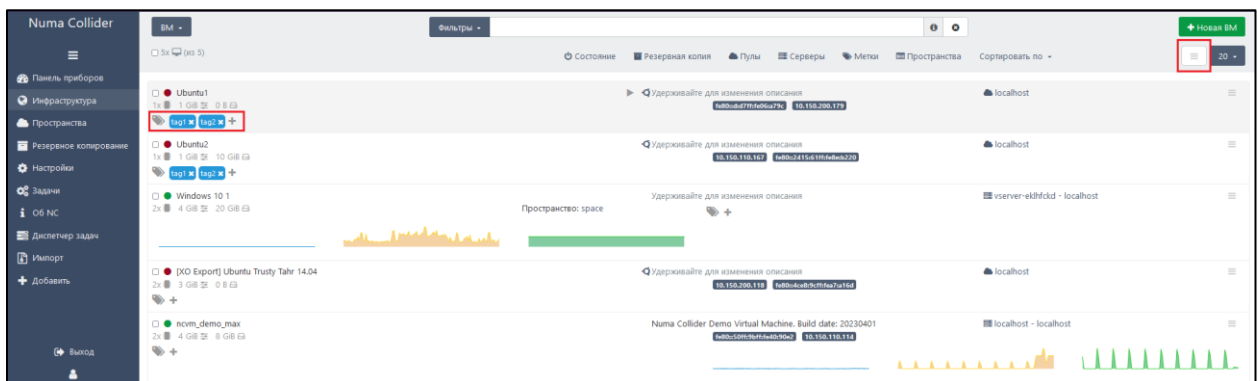 Numa Collider
ВМ
Фильтры
Новая ВМ
5x (из 5)
Состояние Резервная копия Пулы Серверы Метки Пространства Сортировать по
20
Панель приборов
Инфраструктура
Пространства
Резервное копирование
Настройки
Задачи
Об NC
Диспетчер задач
Импорт
Добавить
Выход
Ubuntu1 Удерживайте для изменения описания localhost
1x 1 GiB 0 B 10.150.200.179
tag1 tag2
Ubuntu2 Удерживайте для изменения описания localhost
1x 1 GiB 10 GiB 10.150.110.167
tag1 tag2
Windows 10 1 Удерживайте для изменения описания vserver-eklhfckd - localhost
2x 4 GiB 20 GiB Пространство: space
[XO Export] Ubuntu Trusty Tahr 14.04 Удерживайте для изменения описания localhost
2x 3 GiB 0 B 10.150.200.118
ncvm_demo_max Numa Collider Demo Virtual Machine. Build date: 20230401 localhost - localhost
2x 4 GiB 8 GiB 10.150.110.114